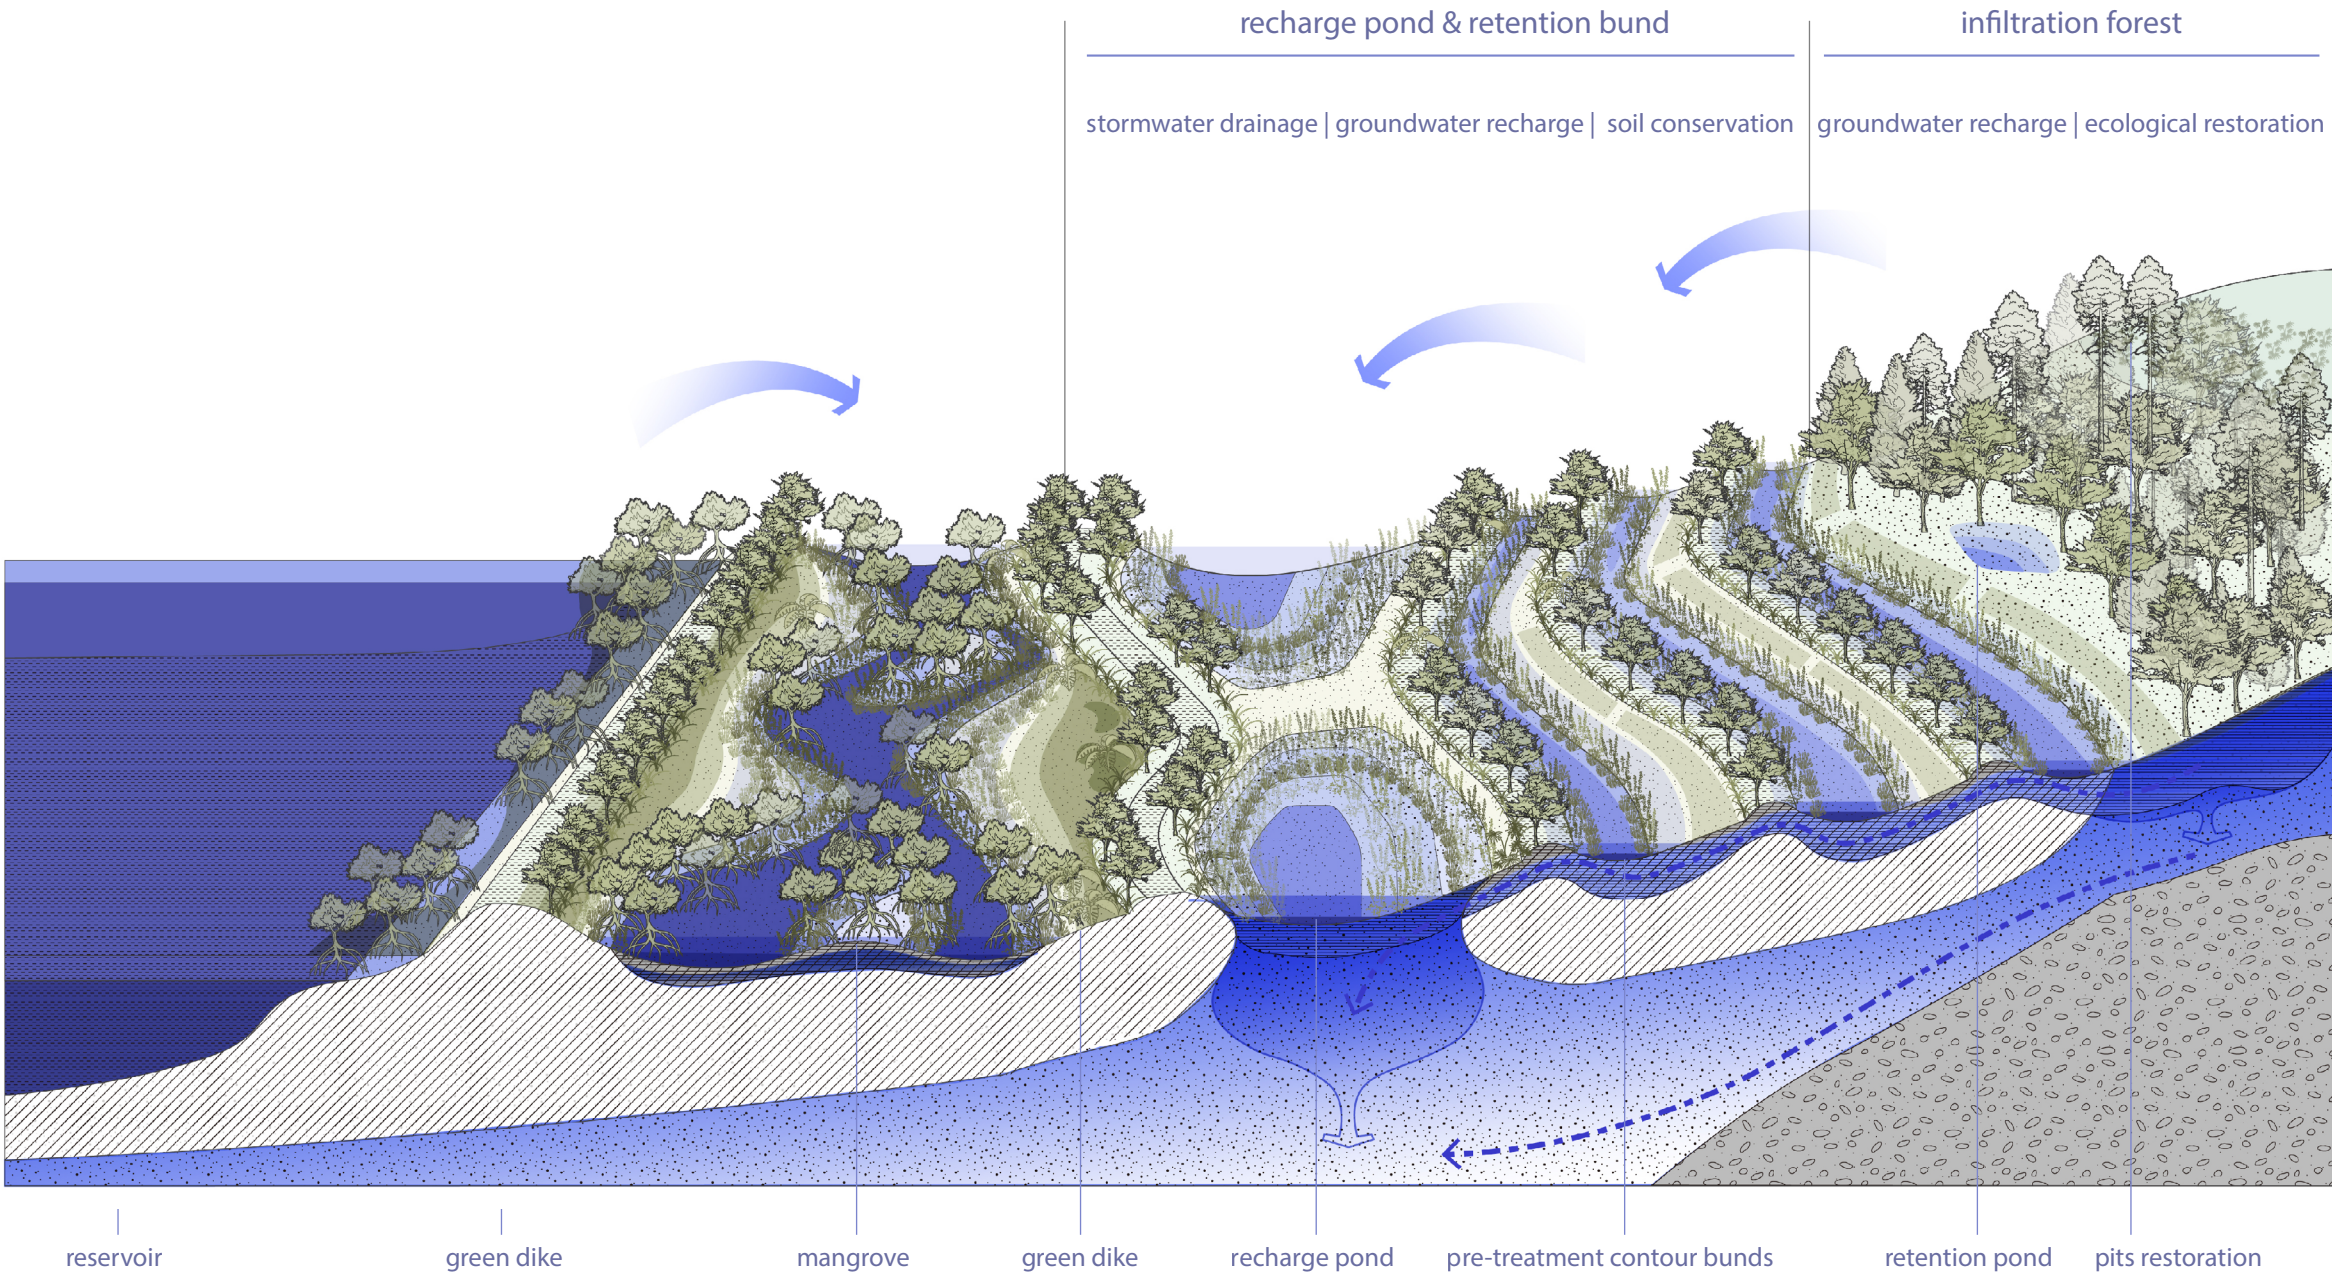 recharge pond & retention bund
infiltration forest
stormwater drainage | groundwater recharge | soil conservation
groundwater recharge | ecological restoration
reservoir
green dike
mangrove
green dike
recharge pond
pre-treatment contour bunds
retention pond
pits restoration